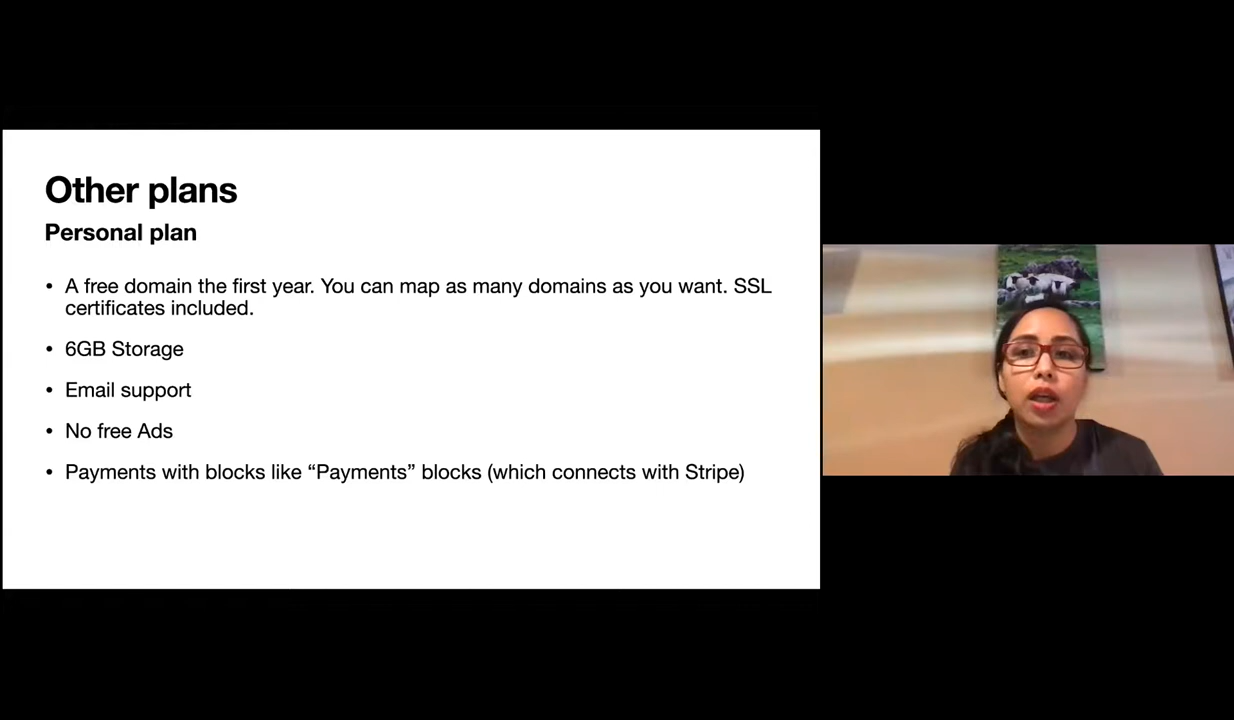 Other plans
Personal plan
• A free domain the first year. You can map as many domains as you want. SSL
certificates included.
• 6GB Storage
• Email support
• No free Ads
• Payments with blocks like “Payments” blocks (which connects with Stripe)